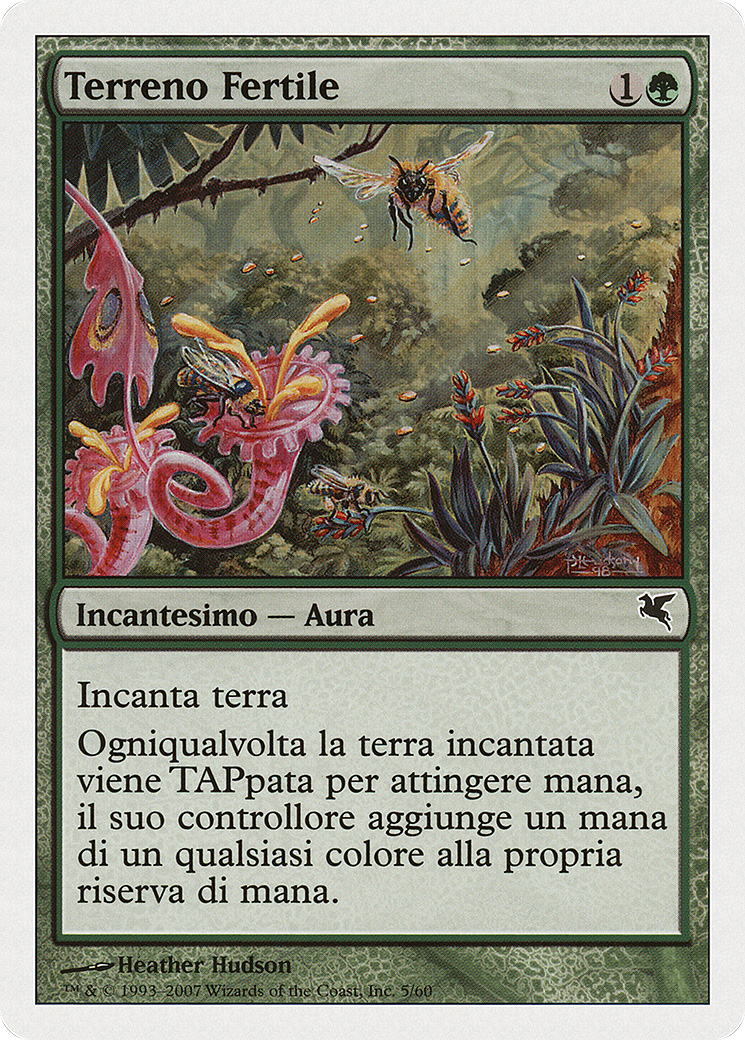 Terreno Fertile 1
Incantesimo — Aura
Incanta terra
Ogniqualvolta la terra incantata
viene TAPpata per attingere mana,
il suo controllore aggiunge un mana
di un qualsiasi colore alla propria
riserva di mana.
Heather Hudson
™ & © 1993–2007 Wizards of the Coast, Inc. 5/60